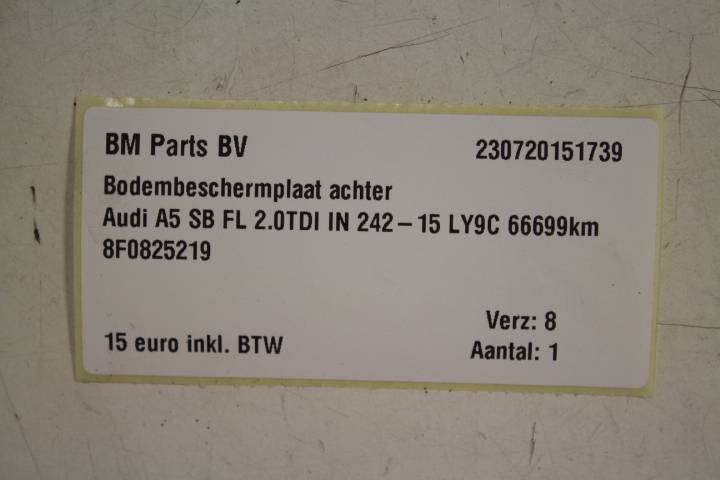 BM Parts BV 230720151739
Bodembeschermplaat achter
Audi A5 SB FL 2.0TDI IN 242-15 LY9C 66699km
8F0825219
Verz: 8
15 euro inkl. BTW
Aantal: 1